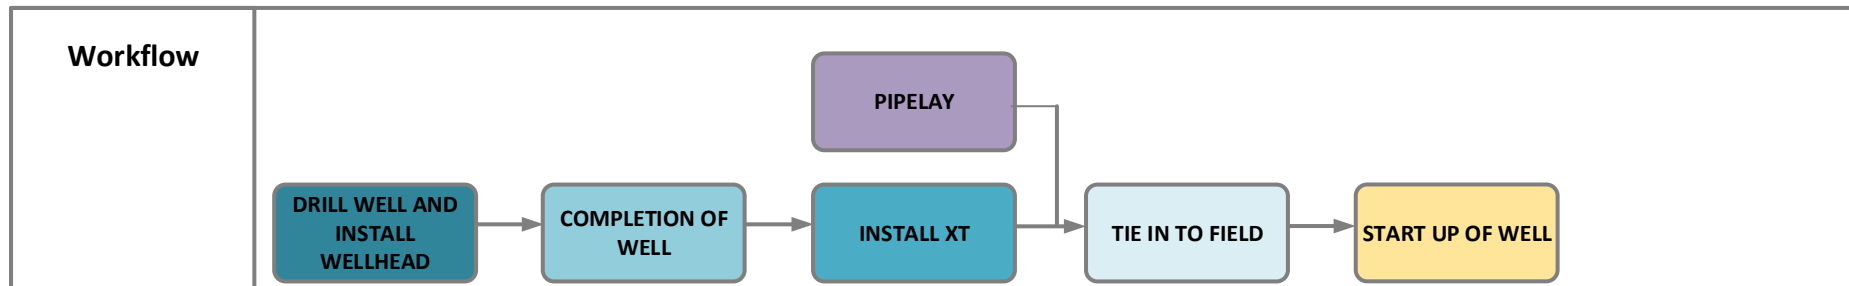 Workflow
PIPELAY
DRILL WELL AND
INSTALL
WELLHEAD
COMPLETION OF
WELL
INSTALL XT
TIE IN TO FIELD
START UP OF WELL